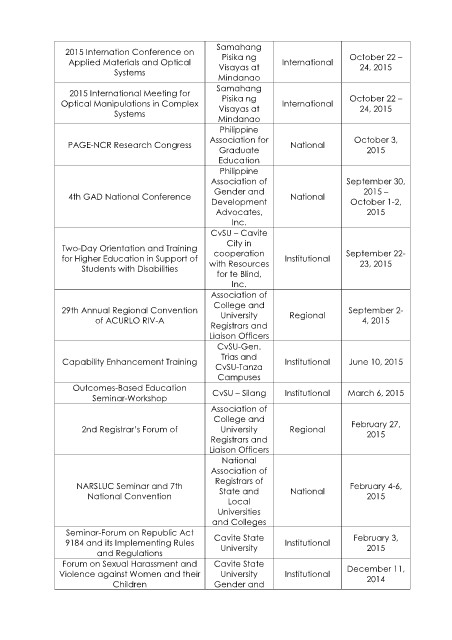 2015 Internation Conference on
Applied Materials and Optical
Systems
Samahang
Pisika ng
Visayas at
Mindanao
International
October 22 –
24, 2015
2015 International Meeting for
Optical Manipulations in Complex
Systems
Samahang
Pisika ng
Visayas at
Mindanao
International
October 22 –
24, 2015
PAGE-NCR Research Congress
Philippine
Association for
Graduate
Education
National
October 3,
2015
4th GAD National Conference
Philippine
Association of
Gender and
Development
Advocates,
Inc.
National
September 30,
2015 –
October 1-2,
2015
Two-Day Orientation and Training
for Higher Education in Support of
Students with Disabilities
CvSU – Cavite
City in
cooperation
with Resources
for te Blind,
Inc.
Institutional
September 22-
23, 2015
29th Annual Regional Convention
of ACURLO RIV-A
Association of
College and
University
Registrars and
Liaison Officers
Regional
September 2-
4, 2015
Capability Enhancement Training
CvSU-Gen.
Trias and
CvSU-Tanza
Campuses
Institutional
June 10, 2015
Outcomes-Based Education
Seminar-Workshop
CvSU – Silang
Institutional
March 6, 2015
2nd Registrar's Forum of
Association of
College and
University
Registrars and
Liaison Officers
Regional
February 27,
2015
NARSLUC Seminar and 7th
National Convention
National
Association of
Registrars of
State and
Local
Universities
and Colleges
National
February 4-6,
2015
Seminar-Forum on Republic Act
9184 and its Implementing Rules
and Regulations
Cavite State
University
Institutional
February 3,
2015
Forum on Sexual Harassment and
Violence against Women and their
Children
Cavite State
University
Gender and
Institutional
December 11,
2014